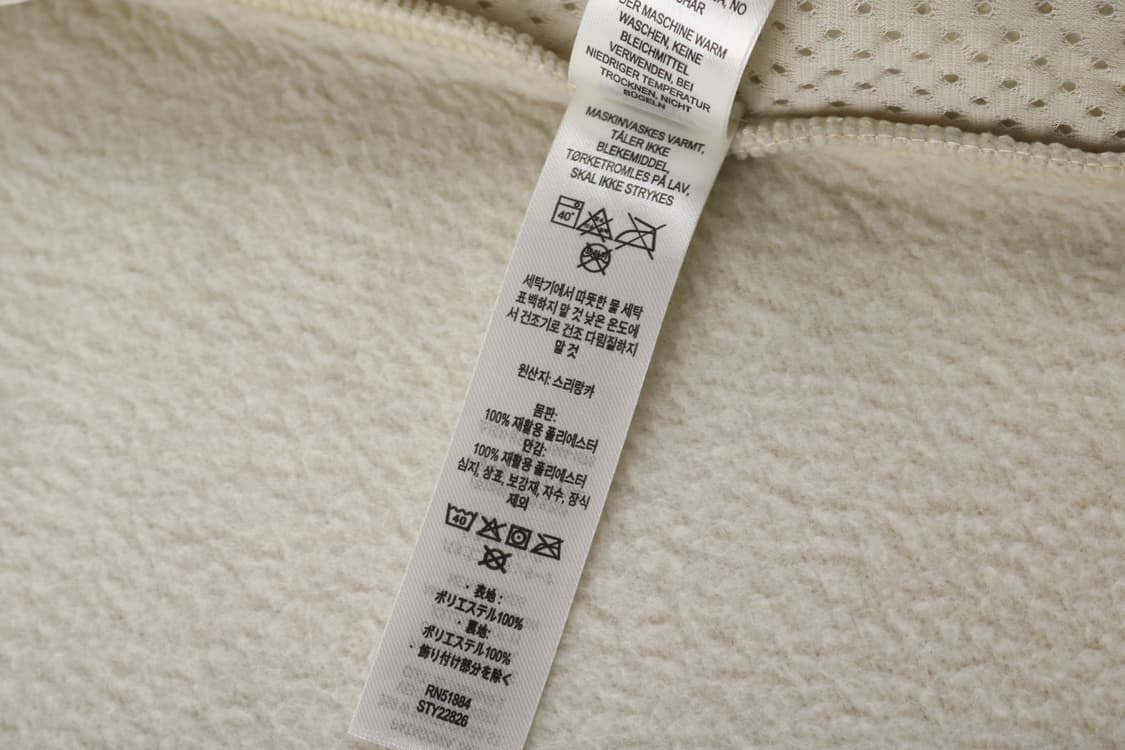 NO
DER MASCHINE WARM
WASCHEN, KEINE
BLEICHMITTEL
VERWENDEN, BEI
NIEDRIGER TEMPERATUR
TROCKNEN, NICHT
BÜGELN
MASKINVASKES VARMT,
TÅLER IKKE
BLEKEMIDDEL,
TØRKETROMLES PÅ LAV,
SKAL IKKE STRYKES
40°
세탁기에서 따뜻한 물 세탁
표백하지 말 것 낮은 온도에
서 건조기로 건조 다림질하지
말 것
원산지: 스리랑카
몸판:
100% 재활용 폴리에스터
안감:
100% 재활용 폴리에스터
심지, 상표, 보강재, 자수, 장식
제외
40
· 表地 :
ポリエステル100%
· 裏地:
ポリエステル100%
· 飾り付け部分を除く
RN51884
STY22826